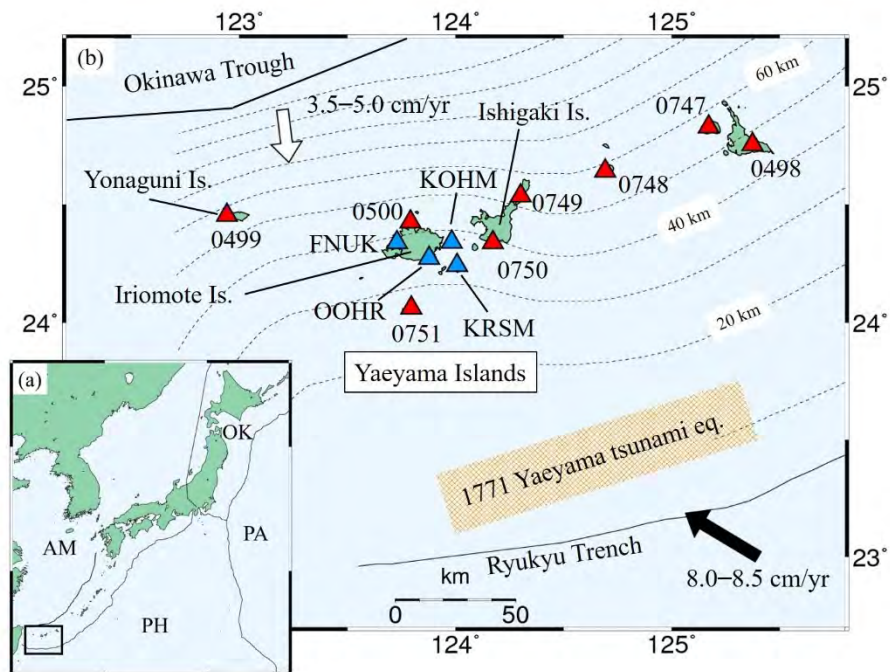 123°
124°
125°
(b)
Okinawa Trough
60 km
25°
25°
3.5–5.0 cm/yr
Ishigaki Is.
0747
0498
Yonaguni Is.
KOHM
0748
0500
0749
40 km
0499
FNUK
0750
Iriomote Is.
OOHR
KRSM
24°
24°
0751
20 km
Yaeyama Islands
(a)
OK
1771 Yaeyama tsunami eq.
AM
PA
Ryukyu Trench
23°
km
8.0–8.5 cm/yr
0
50
PH
124°
125°